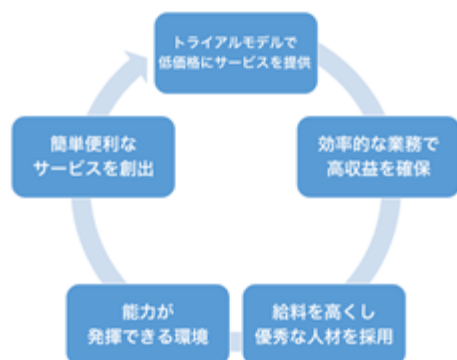 トライアルモデルで
低価格にサービスを提供
効率的な業務で
高収益を確保
給料を高くし
優秀な人材を採用
能力が
発揮できる環境
簡単便利な
サービスを創出